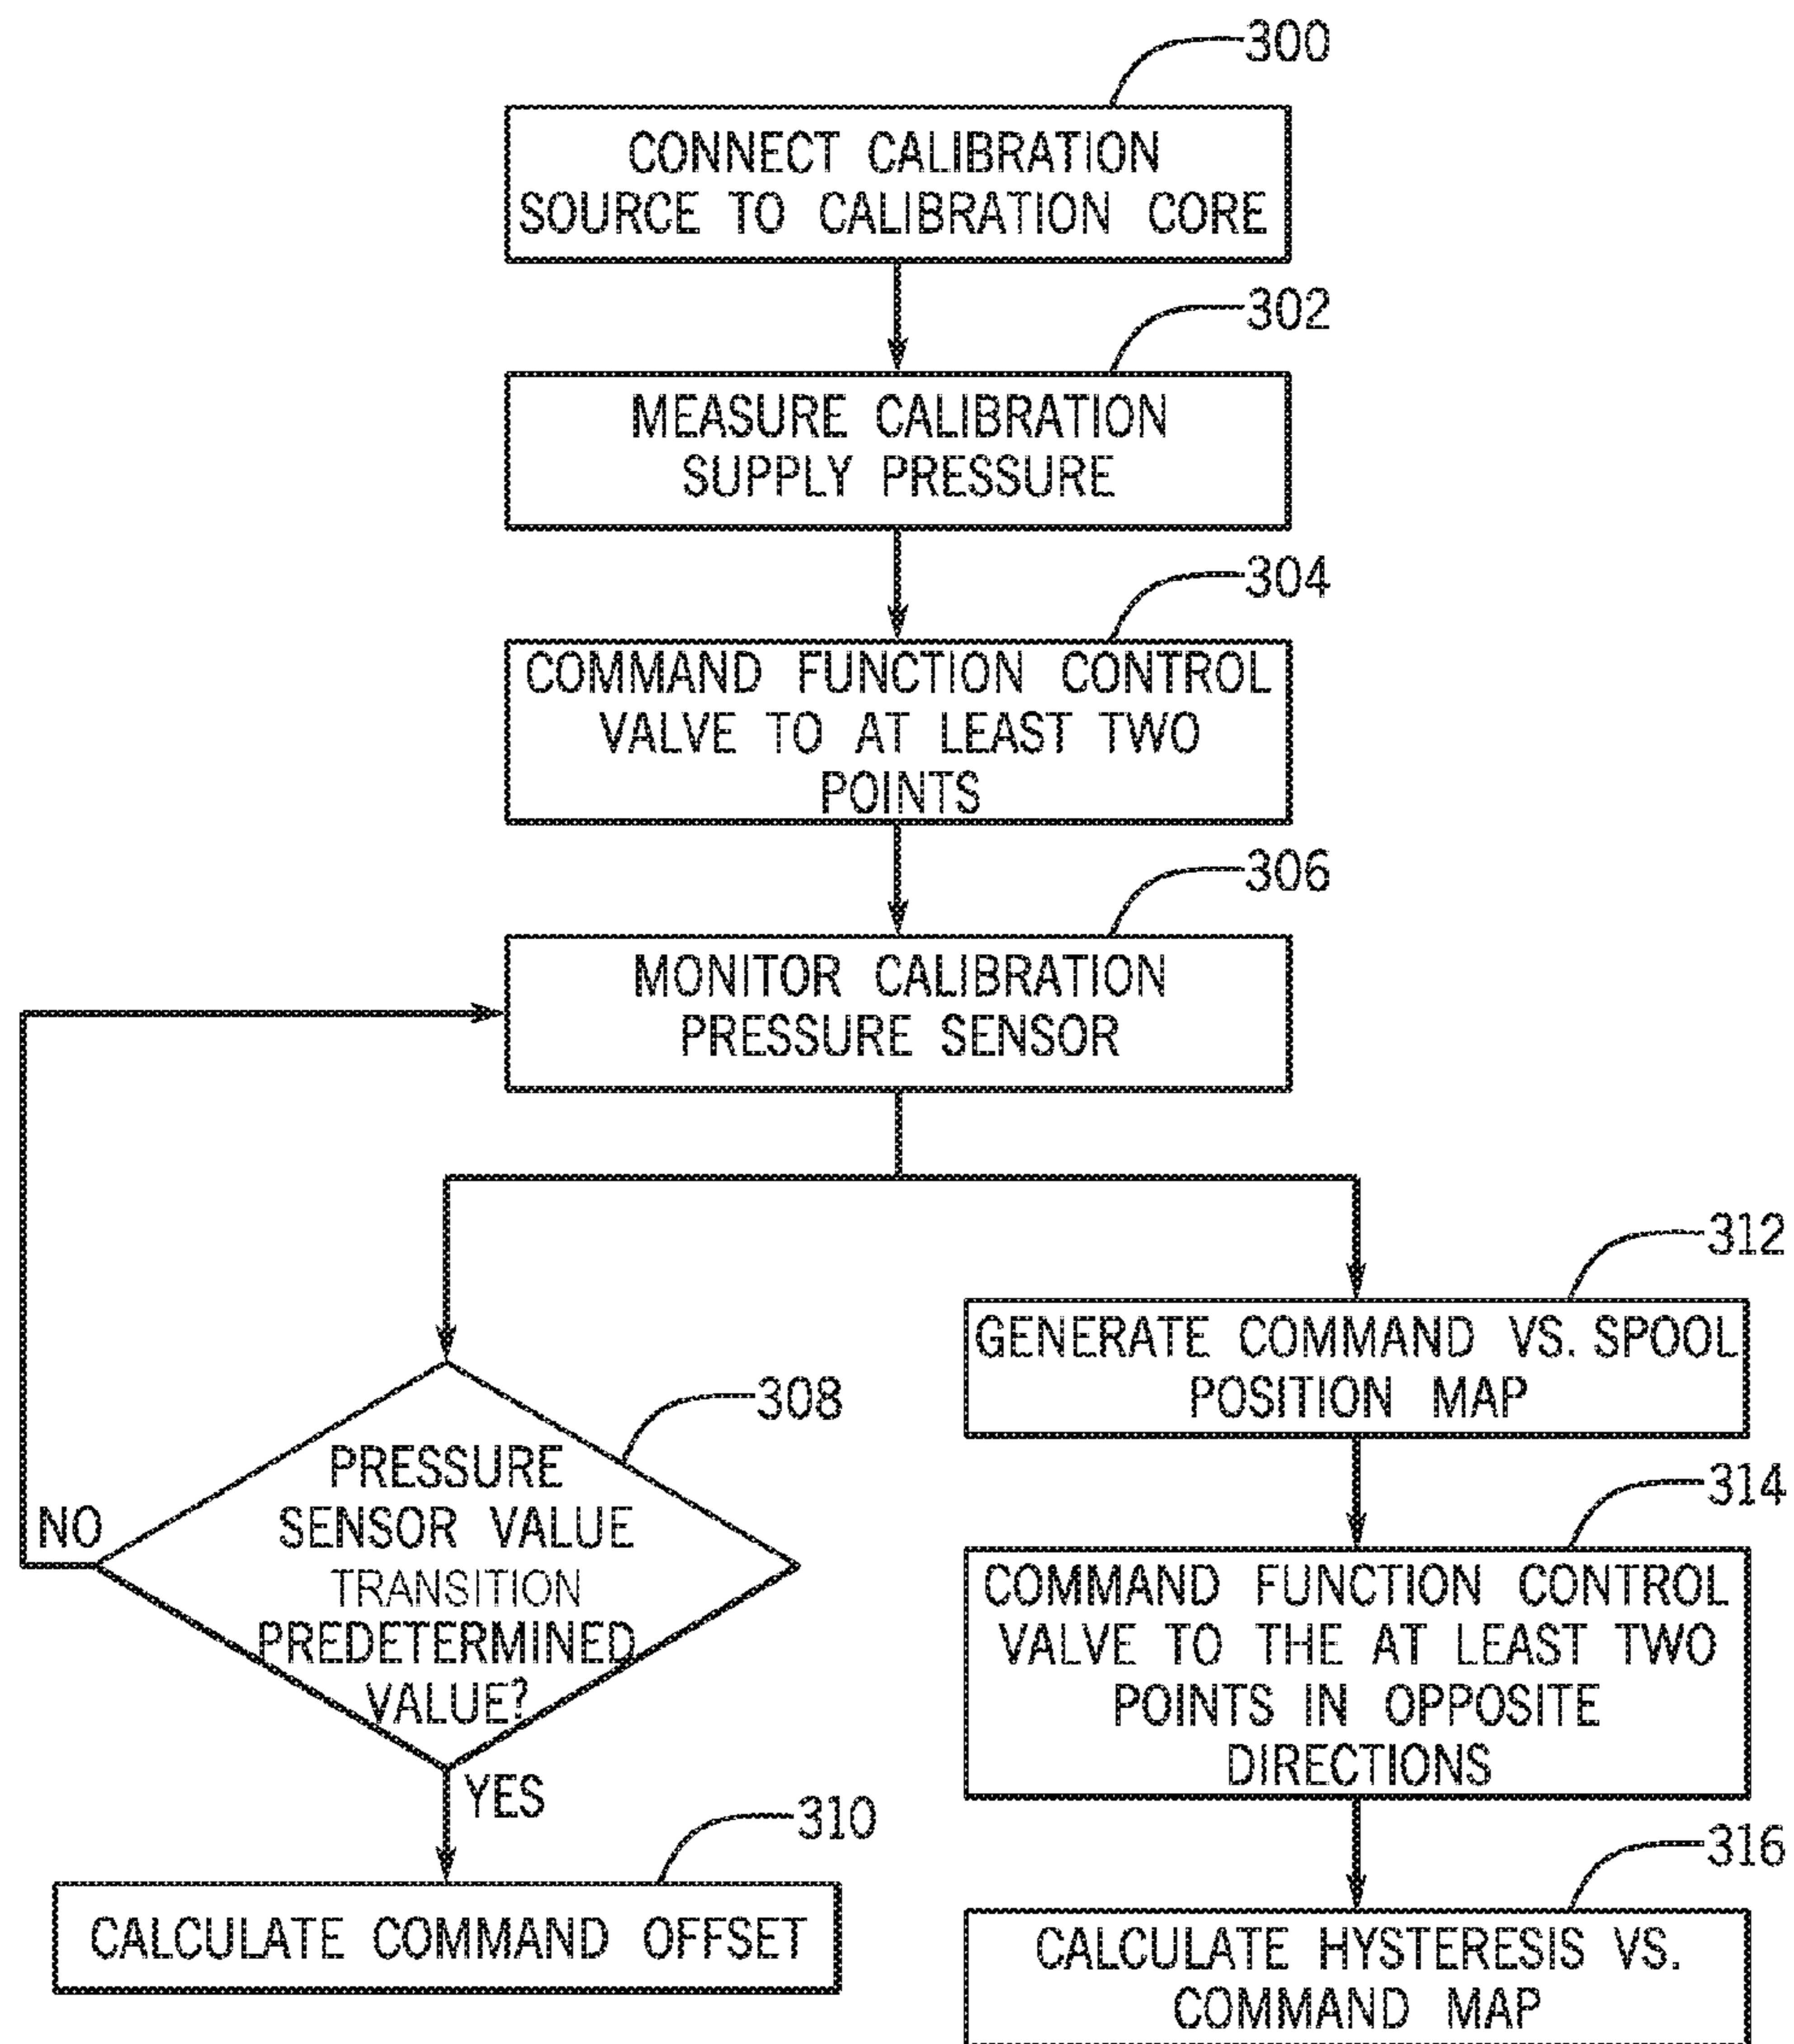 300
CONNECT CALIBRATION
SOURCE TO CALIBRATION CORE
302
MEASURE CALIBRATION
SUPPLY PRESSURE
304
COMMAND FUNCTION CONTROL
VALVE TO AT LEAST TWO
POINTS
306
MONITOR CALIBRATION
PRESSURE SENSOR
308
PRESSURE
SENSOR VALUE
TRANSITION
PREDETERMINED
VALUE?
NO
YES
310
CALCULATE COMMAND OFFSET
312
GENERATE COMMAND VS. SPOOL
POSITION MAP
314
COMMAND FUNCTION CONTROL
VALVE TO THE AT LEAST TWO
POINTS IN OPPOSITE
DIRECTIONS
316
CALCULATE HYSTERESIS VS.
COMMAND MAP